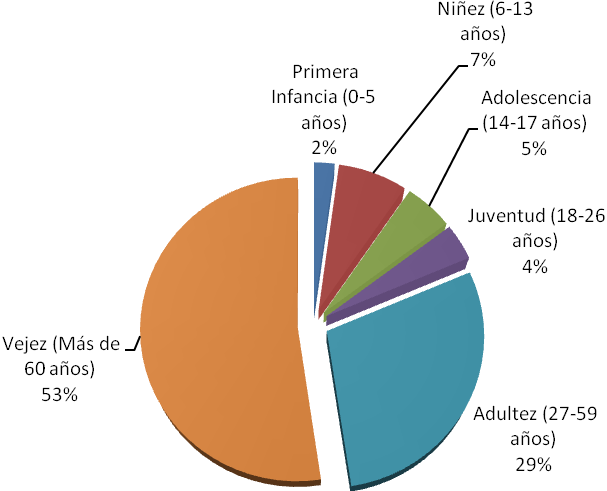 Niñez (6-13
años)
7%
Primera
Infancia (0-5
años)
2%
Adolescencia
(14-17 años)
5%
Juventud (18-26
años)
4%
Vejez (Más de
60 años)
53%
Adultez (27-59
años)
29%